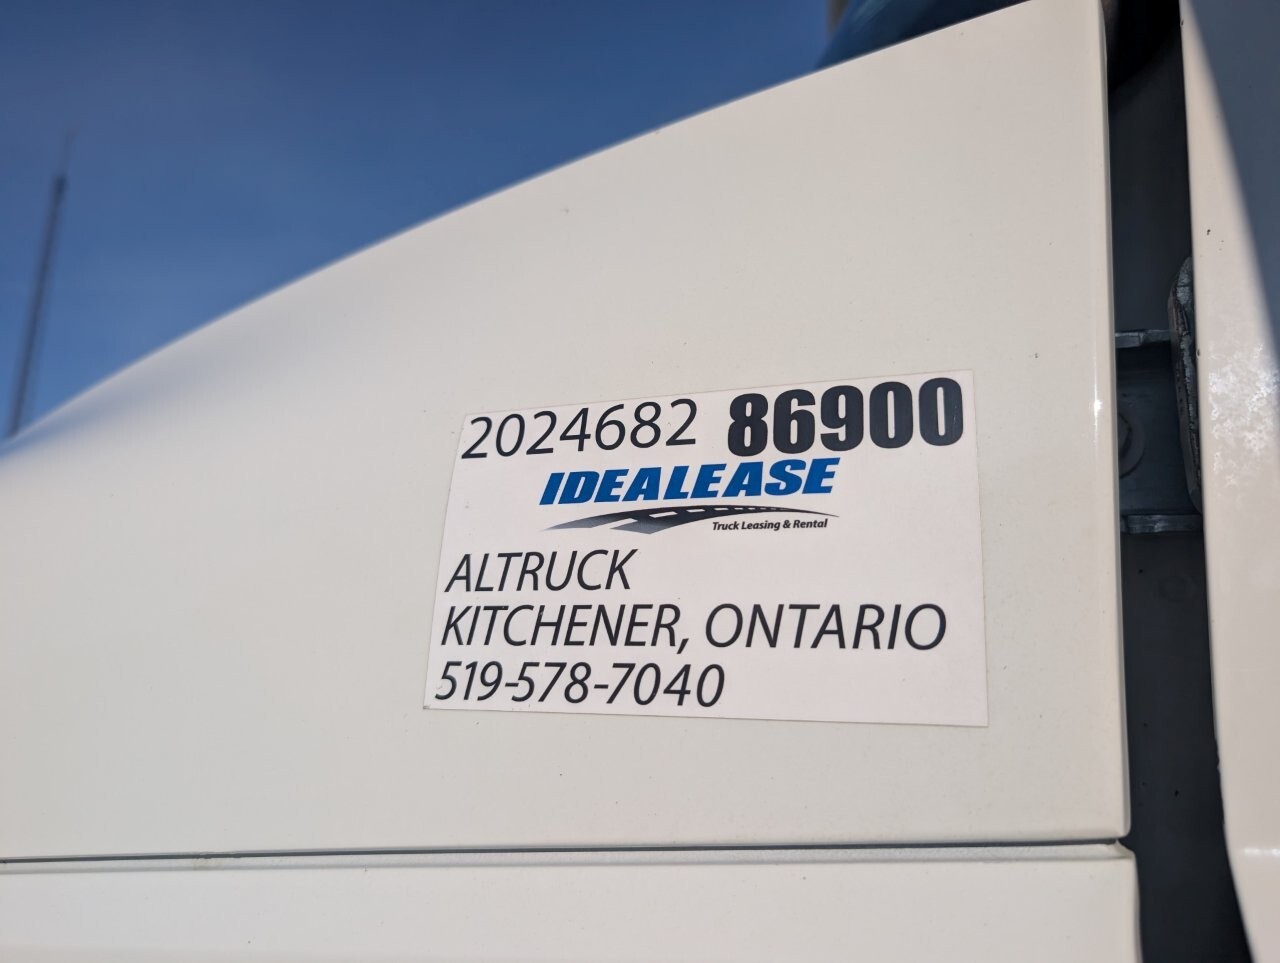 2024682 86900
IDEALEASE
Truck Leasing & Rental
ALTRUCK
KITCHENER, ONTARIO
519-578-7040